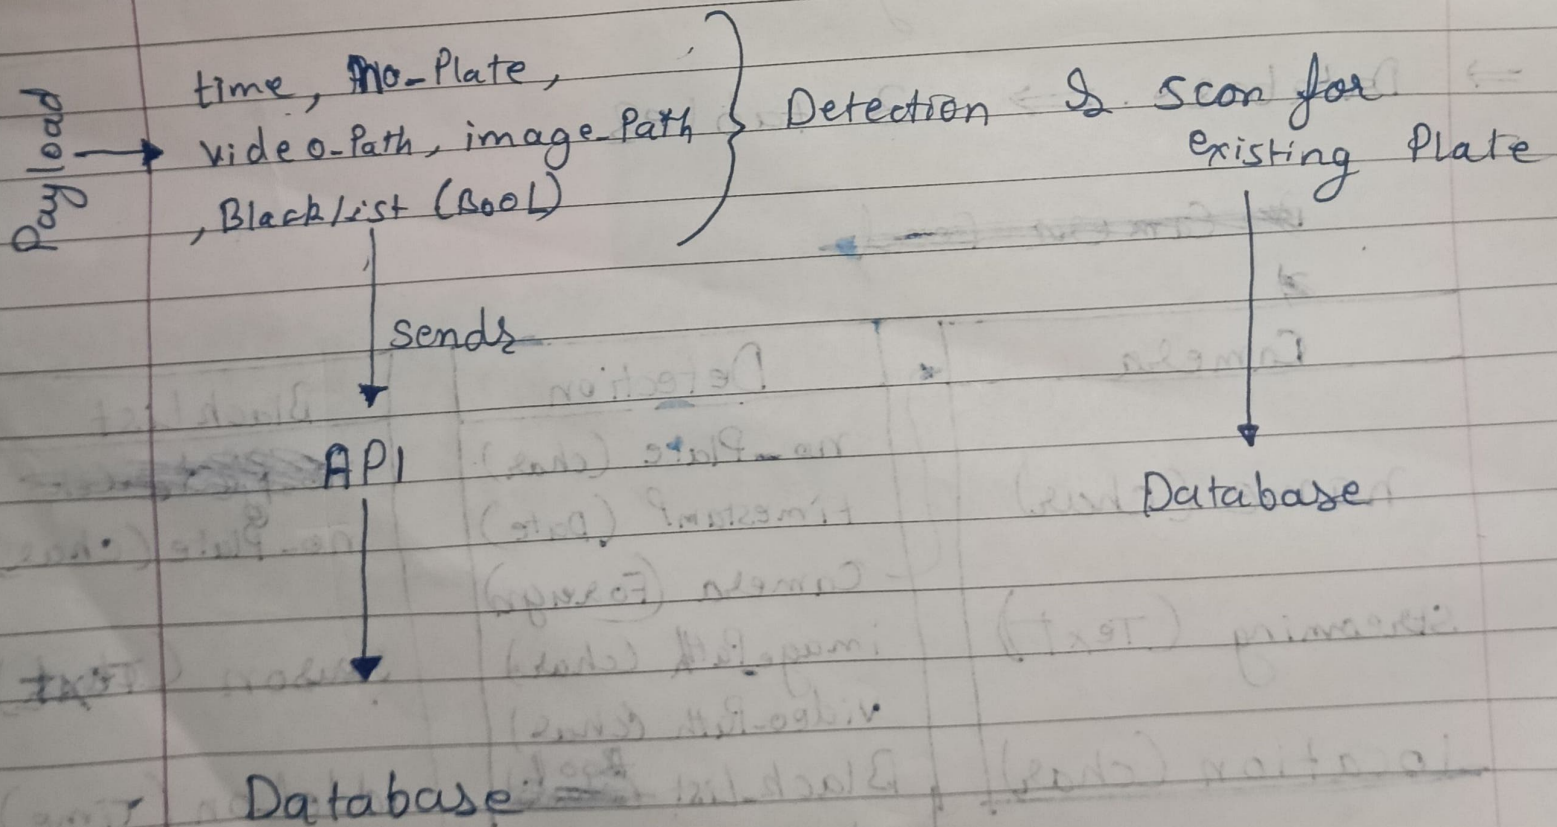 Payload
time, no-Plate,
video-Path, image-Path
, Blacklist (Bool)
Detection & scan for
existing Plate
sends
API
Database
Database